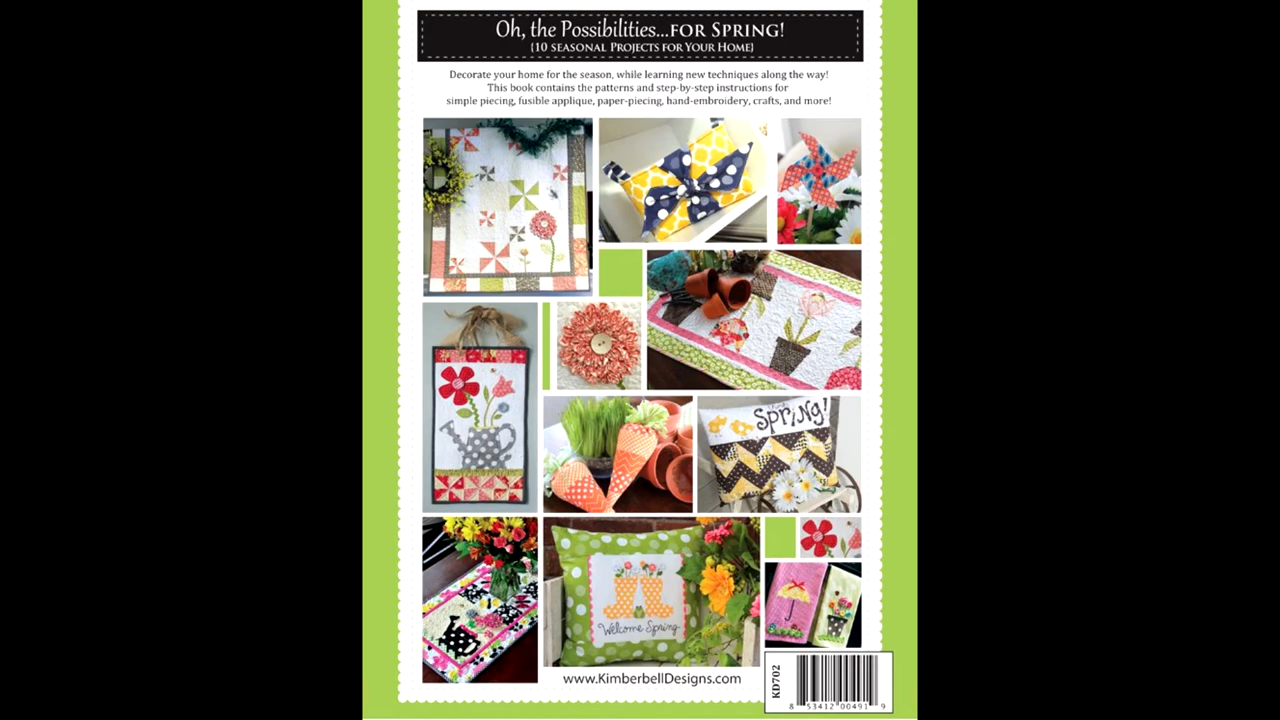 Oh, the Possibilities...FOR SPRING!
{10 SEASONAL PROJECTS FOR YOUR HOME}
Decorate your home for the season, while learning new techniques along the way!
This book contains the patterns and step-by-step instructions for
simple piecing, fusible applique, paper-piecing, hand-embroidery, crafts, and more!
Spring!
Welcome Spring
www.KimberbellDesigns.com
KD702
8 53412 00491 9